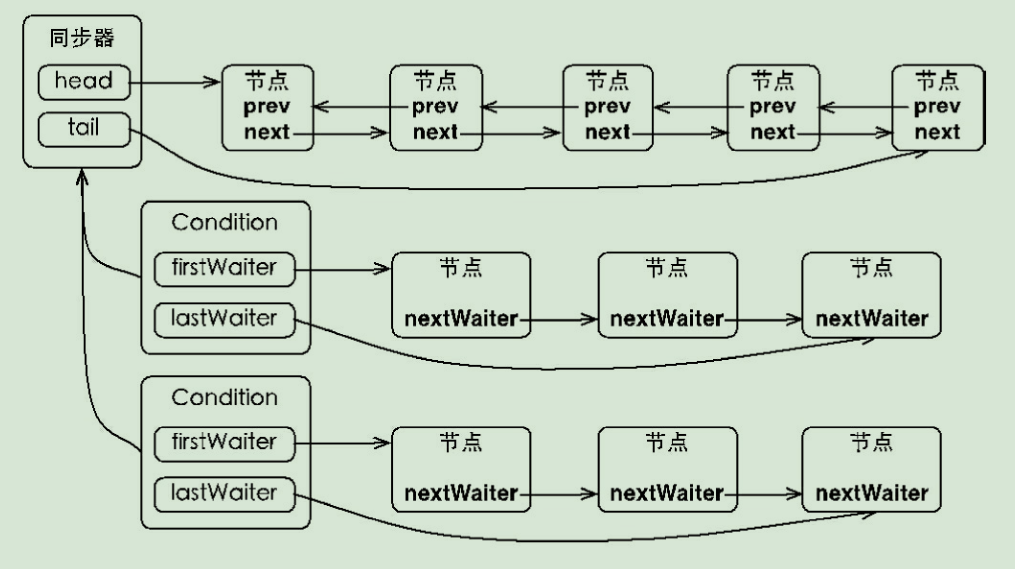 同步器
head
tail
节点
prev
next
节点
prev
next
节点
prev
next
节点
prev
next
节点
prev
next
Condition
firstWaiter
lastWaiter
节点
nextWaiter
节点
nextWaiter
节点
nextWaiter
Condition
firstWaiter
lastWaiter
节点
nextWaiter
节点
nextWaiter
节点
nextWaiter